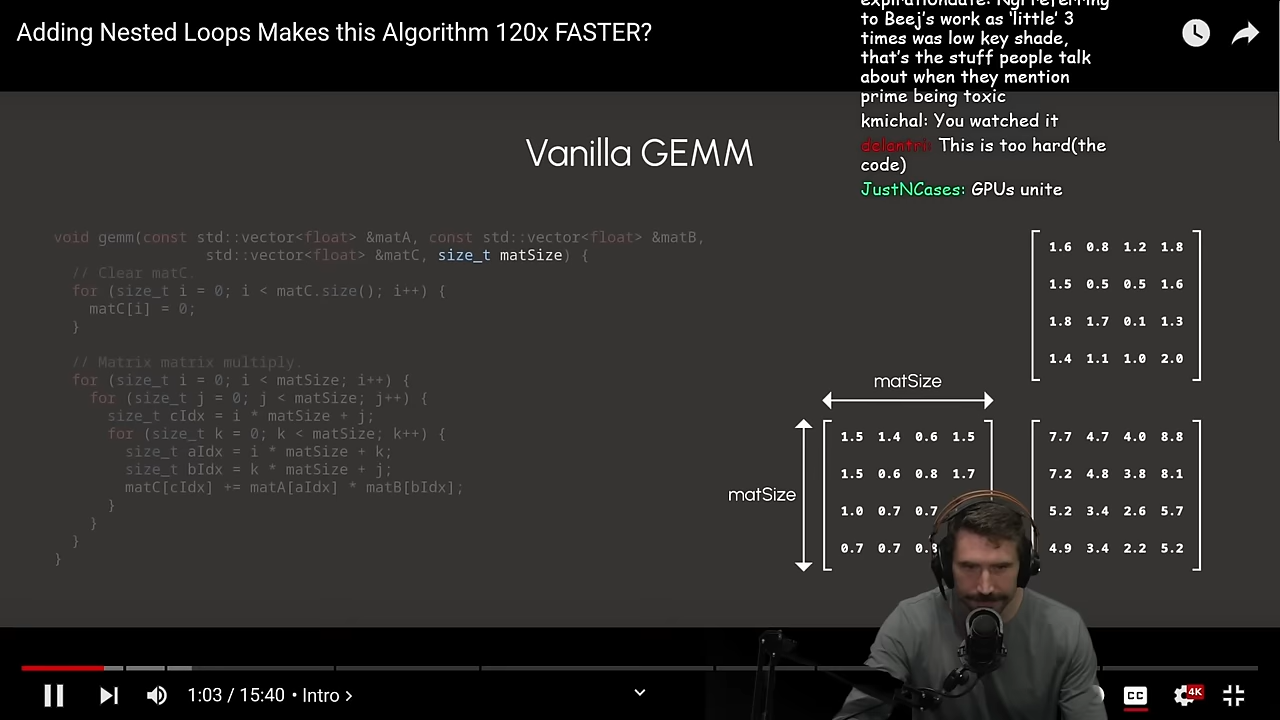 Adding Nested Loops Makes this Algorithm 120x FASTER?
expirationdate: Ngl referring
to Beej's work as 'little' 3
times was low key shade,
that's the stuff people talk
about when they mention
prime being toxic
kmichal: You watched it
This is too hard(the
code)
JustNCases: GPUs unite
Vanilla GEMM
void gemm(const std::vector<float> &matA, const std::vector<float> &matB,
std::vector<float> &matC, size_t matSize) {
// Clear matC.
for (size_t i = 0; i < matC.size(); i++) {
matC[i] = 0;
}
// Matrix matrix multiply.
for (size_t i = 0; i < matSize; i++) {
for (size_t j = 0; j < matSize; j++) {
size_t cIdx = i * matSize + j;
for (size_t k = 0; k < matSize; k++) {
size_t aIdx = i * matSize + k;
size_t bIdx = k * matSize + j;
matC[cIdx] += matA[aIdx] * matB[bIdx];
}
}
}
}
1.6 0.8 1.2 1.8
1.5 0.5 0.5 1.6
1.8 1.7 0.1 1.3
1.4 1.1 1.0 2.0
matSize
matSize
1.5 1.4 0.6 1.5
1.5 0.6 0.8 1.7
1.0 0.7 0.7
0.7 0.7
7.7 4.7 4.0 8.8
7.2 4.8 3.8 8.1
5.2 3.4 2.6 5.7
4.9 3.4 2.2 5.2
1:03 / 15:40 • Intro
CC
4K